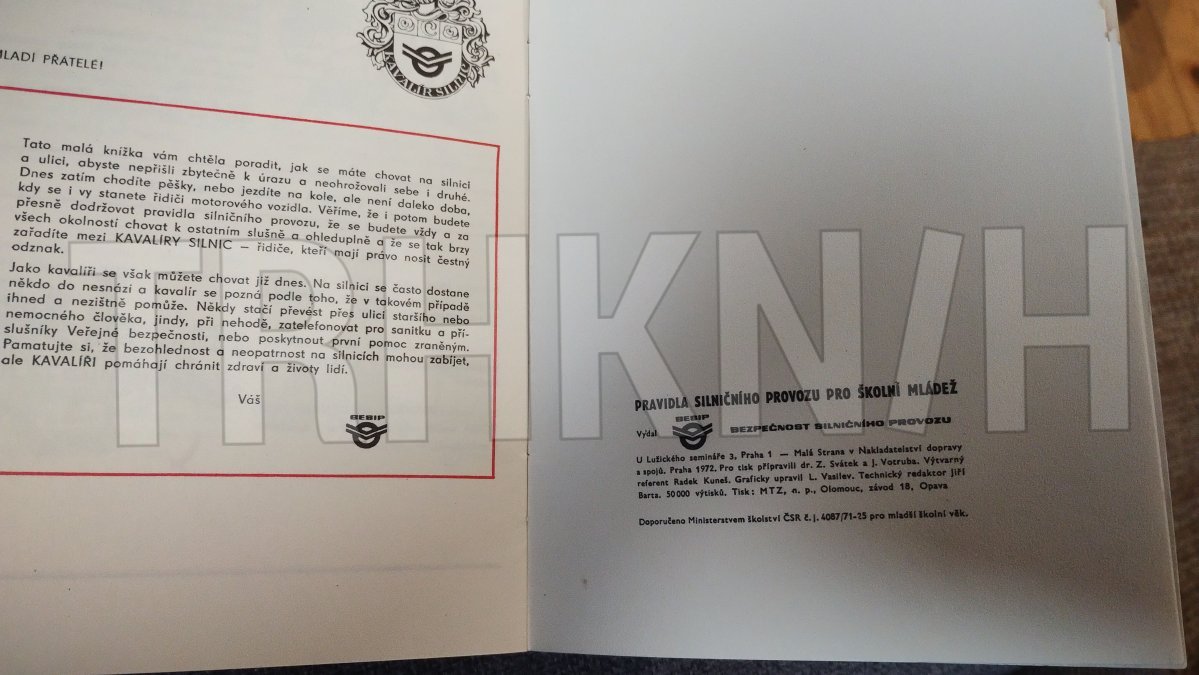 MLADÍ PŘÁTELÉ!
KAVALÍR SILNIC
Tato malá knížka vám chtěla poradit, jak se máte chovat na silnici
a ulici, abyste nepřišli zbytečně k úrazu a neohrožovali sebe i druhé.
Dnes zatím chodíte pěšky, nebo jezdíte na kole, ale není daleko doba,
kdy se i vy stanete řidiči motorového vozidla. Věříme, že i potom budete
přesně dodržovat pravidla silničního provozu, že se budete vždy a za
všech okolností chovat k ostatním slušně a ohleduplně a že se tak brzy
zařadíte mezi KAVALÍRY SILNIC – řidiče, kteří mají právo nosit čestný
odznak.
Jako kavalíři se však můžete chovat již dnes. Na silnici se často dostane
někdo do nesnází a kavalír se pozná podle toho, že v takovém případě
ihned a nezištně pomůže. Někdy stačí převést přes ulici staršího nebo
nemocného člověka, jindy, při nehodě, zatelefonovat pro sanitku a pří-
slušníky Veřejné bezpečnosti, nebo poskytnout první pomoc zraněným.
Pamatujte si, že bezohlednost a neopatrnost na silnicích mohou zabíjet,
ale KAVALÍŘI pomáhají chránit zdraví a životy lidí.
Váš
BESIP
TRHKNIH
PRAVIDLA SILNIČNÍHO PROVOZU PRO ŠKOLNÍ MLÁDEŽ
Vydal BESIP BEZPEČNOST SILNIČNÍHO PROVOZU
U Lužického semináře 3, Praha 1 — Malá Strana v Nakladatelství dopravy
a spojů. Praha 1972. Pro tisk připravili dr. Z. Svátek a J. Votruba. Výtvarný
referent Radek Kuneš. Graficky upravil L. Vasilev. Technický redaktor Jiří
Barta. 50 000 výtisků. Tisk: MTZ, n. p., Olomouc, závod 18, Opava
Doporučeno Ministerstvem školství ČSR č. j. 4087/71-25 pro mladší školní věk.